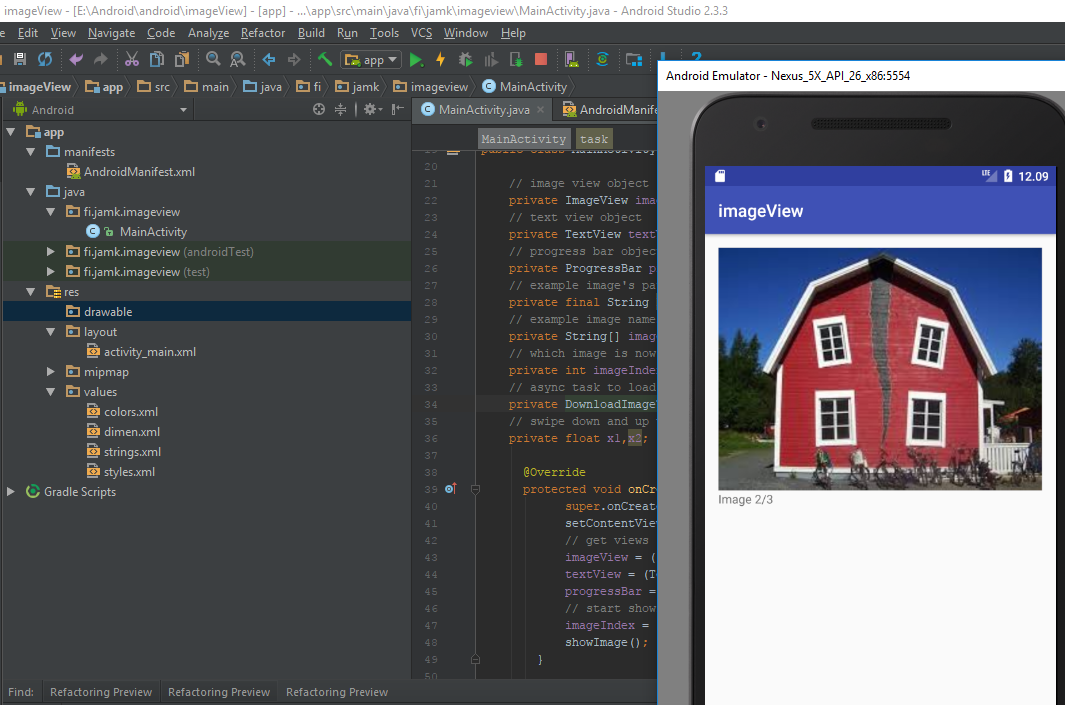 imageView - [E:\Android\android\imageView] - [app] - ...\app\src\main\java\fi\jamk\imageview\MainActivity.java - Android Studio 2.3.3
Edit View Navigate Code Analyze Refactor Build Run Tools VCS Window Help
app
imageView app src main java fi jamk imageview MainActivity
Android
MainActivity.java
AndroidManife
MainActivity task
app
manifests
AndroidManifest.xml
java
fi.jamk.imageview
MainActivity
fi.jamk.imageview (androidTest)
fi.jamk.imageview (test)
res
drawable
layout
activity_main.xml
mipmap
values
colors.xml
dimen.xml
strings.xml
styles.xml
Gradle Scripts
19 public class MainActivity
20
21 // image view object
22 private ImageView ima
23 // text view object
24 private TextView text
25 // progress bar objec
26 private ProgressBar p
27 // example image's pa
28 private final String
29 // example image name
30 private String[] imag
31 // which image is now
32 private int imageIndex
33 // async task to load
34 private DownloadImage
35 // swipe down and up
36 private float x1,x2;
37
38 @Override
39 protected void onCre
40 super.onCreate
41 setContentVie
42 // get views
43 imageView = (
44 textView = (T
45 progressBar =
46 // start show
47 imageIndex =
48 showImage();
49 }
50
Find: Refactoring Preview Refactoring Preview Refactoring Preview
Android Emulator - Nexus_5X_API_26_x86:5554
LTE 12.09
imageView
Image 2/3